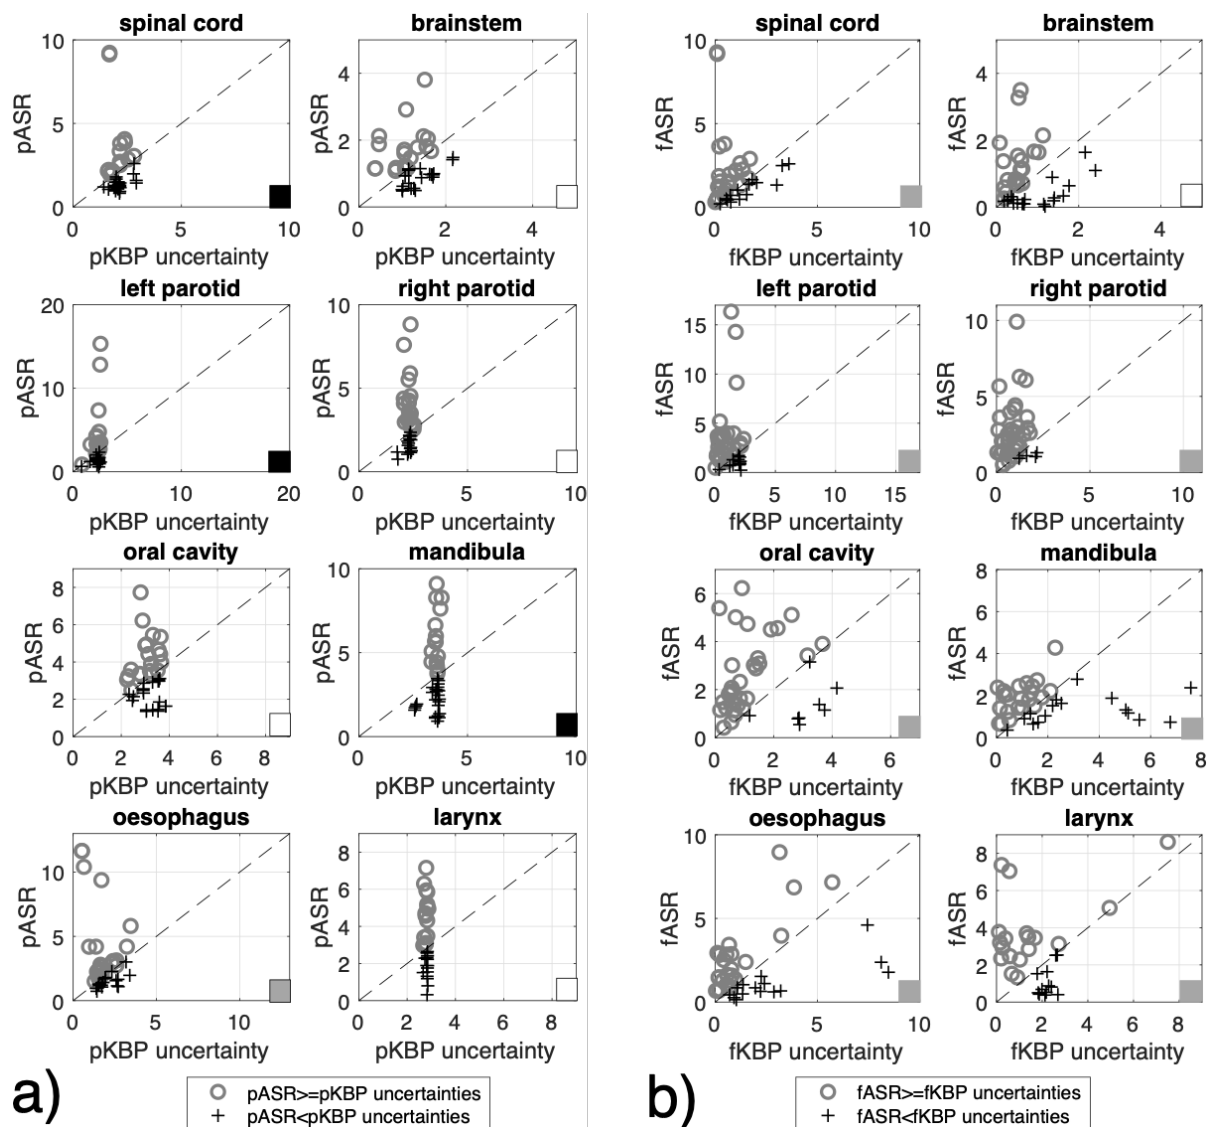 spinal cord
10
5
0
pASR
0 5 10
pKBP uncertainty
brainstem
4
2
0
pASR
0 2 4
pKBP uncertainty
left parotid
20
10
0
pASR
0 10 20
pKBP uncertainty
right parotid
10
5
0
pASR
0 5 10
pKBP uncertainty
oral cavity
8
6
4
2
0
pASR
0 2 4 6 8
pKBP uncertainty
mandibula
10
5
0
pASR
0 5 10
pKBP uncertainty
oesophagus
10
5
0
pASR
0 5 10
pKBP uncertainty
larynx
8
6
4
2
0
pASR
0 2 4 6 8
pKBP uncertainty
a)
pASR>=pKBP uncertainties
pASR<pKBP uncertainties
spinal cord
10
5
0
fASR
0 5 10
fKBP uncertainty
brainstem
4
2
0
fASR
0 2 4
fKBP uncertainty
left parotid
15
10
5
0
fASR
0 5 10 15
fKBP uncertainty
right parotid
10
5
0
fASR
0 5 10
fKBP uncertainty
oral cavity
6
4
2
0
fASR
0 2 4 6
fKBP uncertainty
mandibula
8
6
4
2
0
fASR
0 2 4 6 8
fKBP uncertainty
oesophagus
10
5
0
fASR
0 5 10
fKBP uncertainty
larynx
8
6
4
2
0
fASR
0 2 4 6 8
fKBP uncertainty
b)
fASR>=fKBP uncertainties
fASR<fKBP uncertainties